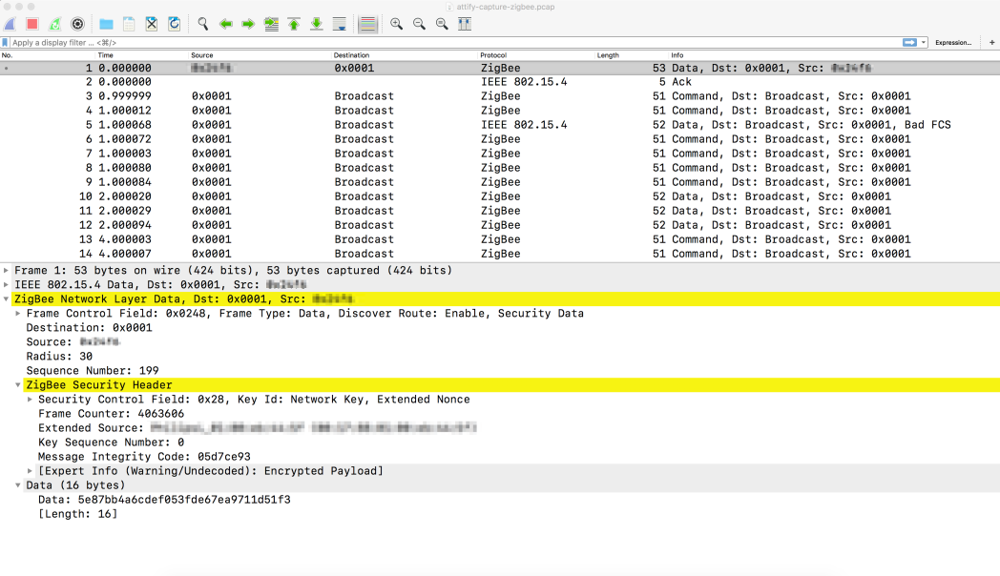 attify-capture-zigbee.pcap
Apply a display filter ... <⌘/>
Expression... +
No. Time Source Destination Protocol Length Info
1 0.000000 0x0001 ZigBee 53 Data, Dst: 0x0001, Src:
2 0.000000 IEEE 802.15.4 5 Ack
3 0.999999 0x0001 Broadcast ZigBee 51 Command, Dst: Broadcast, Src: 0x0001
4 1.000012 0x0001 Broadcast ZigBee 51 Command, Dst: Broadcast, Src: 0x0001
5 1.000068 0x0001 Broadcast IEEE 802.15.4 52 Data, Dst: Broadcast, Src: 0x0001, Bad FCS
6 1.000072 0x0001 Broadcast ZigBee 51 Command, Dst: Broadcast, Src: 0x0001
7 1.000003 0x0001 Broadcast ZigBee 51 Command, Dst: Broadcast, Src: 0x0001
8 1.000080 0x0001 Broadcast ZigBee 51 Command, Dst: Broadcast, Src: 0x0001
9 1.000084 0x0001 Broadcast ZigBee 51 Command, Dst: Broadcast, Src: 0x0001
10 2.000020 0x0001 Broadcast ZigBee 52 Data, Dst: Broadcast, Src: 0x0001
11 2.000029 0x0001 Broadcast ZigBee 52 Data, Dst: Broadcast, Src: 0x0001
12 2.000094 0x0001 Broadcast ZigBee 52 Data, Dst: Broadcast, Src: 0x0001
13 4.000003 0x0001 Broadcast ZigBee 51 Command, Dst: Broadcast, Src: 0x0001
14 4.000007 0x0001 Broadcast ZigBee 51 Command, Dst: Broadcast, Src: 0x0001
Frame 1: 53 bytes on wire (424 bits), 53 bytes captured (424 bits)
IEEE 802.15.4 Data, Dst: 0x0001, Src:
ZigBee Network Layer Data, Dst: 0x0001, Src:
Frame Control Field: 0x0248, Frame Type: Data, Discover Route: Enable, Security Data
Destination: 0x0001
Source:
Radius: 30
Sequence Number: 199
ZigBee Security Header
Security Control Field: 0x28, Key Id: Network Key, Extended Nonce
Frame Counter: 4063606
Extended Source:
Key Sequence Number: 0
Message Integrity Code: 05d7ce93
[Expert Info (Warning/Undecoded): Encrypted Payload]
Data (16 bytes)
Data: 5e87bb4a6cdef053fde67ea9711d51f3
[Length: 16]